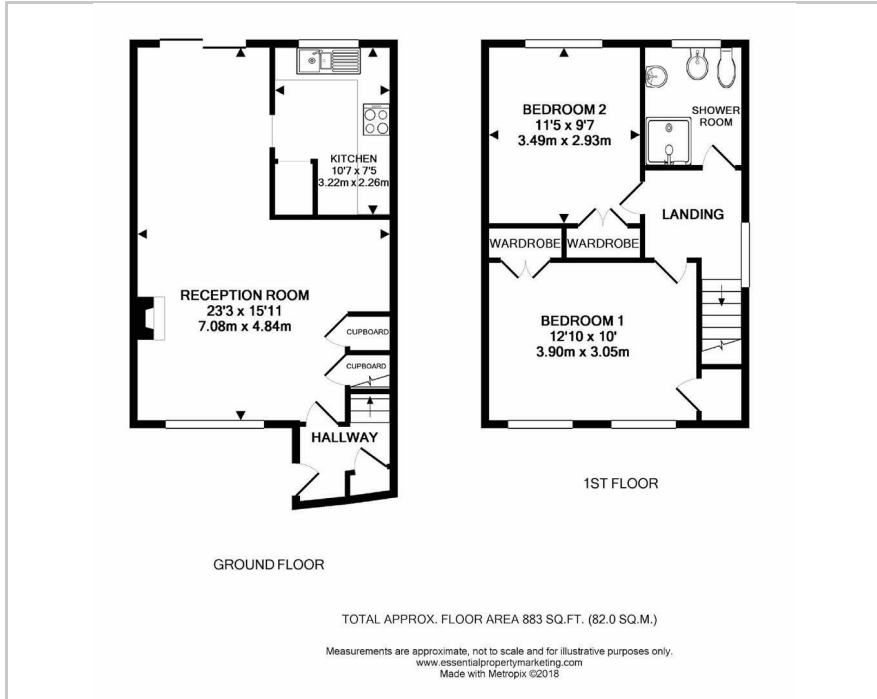 KITCHEN
10'7 x 7'5
3.22m x 2.26m
RECEPTION ROOM
23'3 x 15'11
7.08m x 4.84m
CUPBOARD
CUPBOARD
HALLWAY
GROUND FLOOR
BEDROOM 2
11'5 x 9'7
3.49m x 2.93m
SHOWER
ROOM
LANDING
WARDROBE
WARDROBE
BEDROOM 1
12'10 x 10'
3.90m x 3.05m
1ST FLOOR
TOTAL APPROX. FLOOR AREA 883 SQ.FT. (82.0 SQ.M.)
Measurements are approximate, not to scale and for illustrative purposes only.
www.essentialpropertymarketing.com
Made with Metropix ©2018